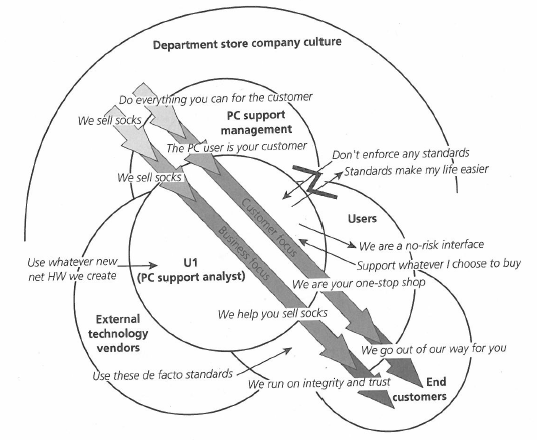 Department store company culture
Do everything you can for the customer
We sell socks
PC support
management
The PC user is your customer
Don't enforce any standards
Standards make my life easier
We sell socks
Customer focus
Users
Business focus
We are a no-risk interface
U1
(PC support analyst)
Use whatever new
net HW we create
Support whatever I choose to buy
We are your one-stop shop
We help you sell socks
External
technology
vendors
We go out of our way for you
Use these de facto standards
We run on integrity and trust
End
customers